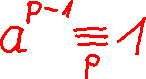 a^{p-1} ≡_p 1